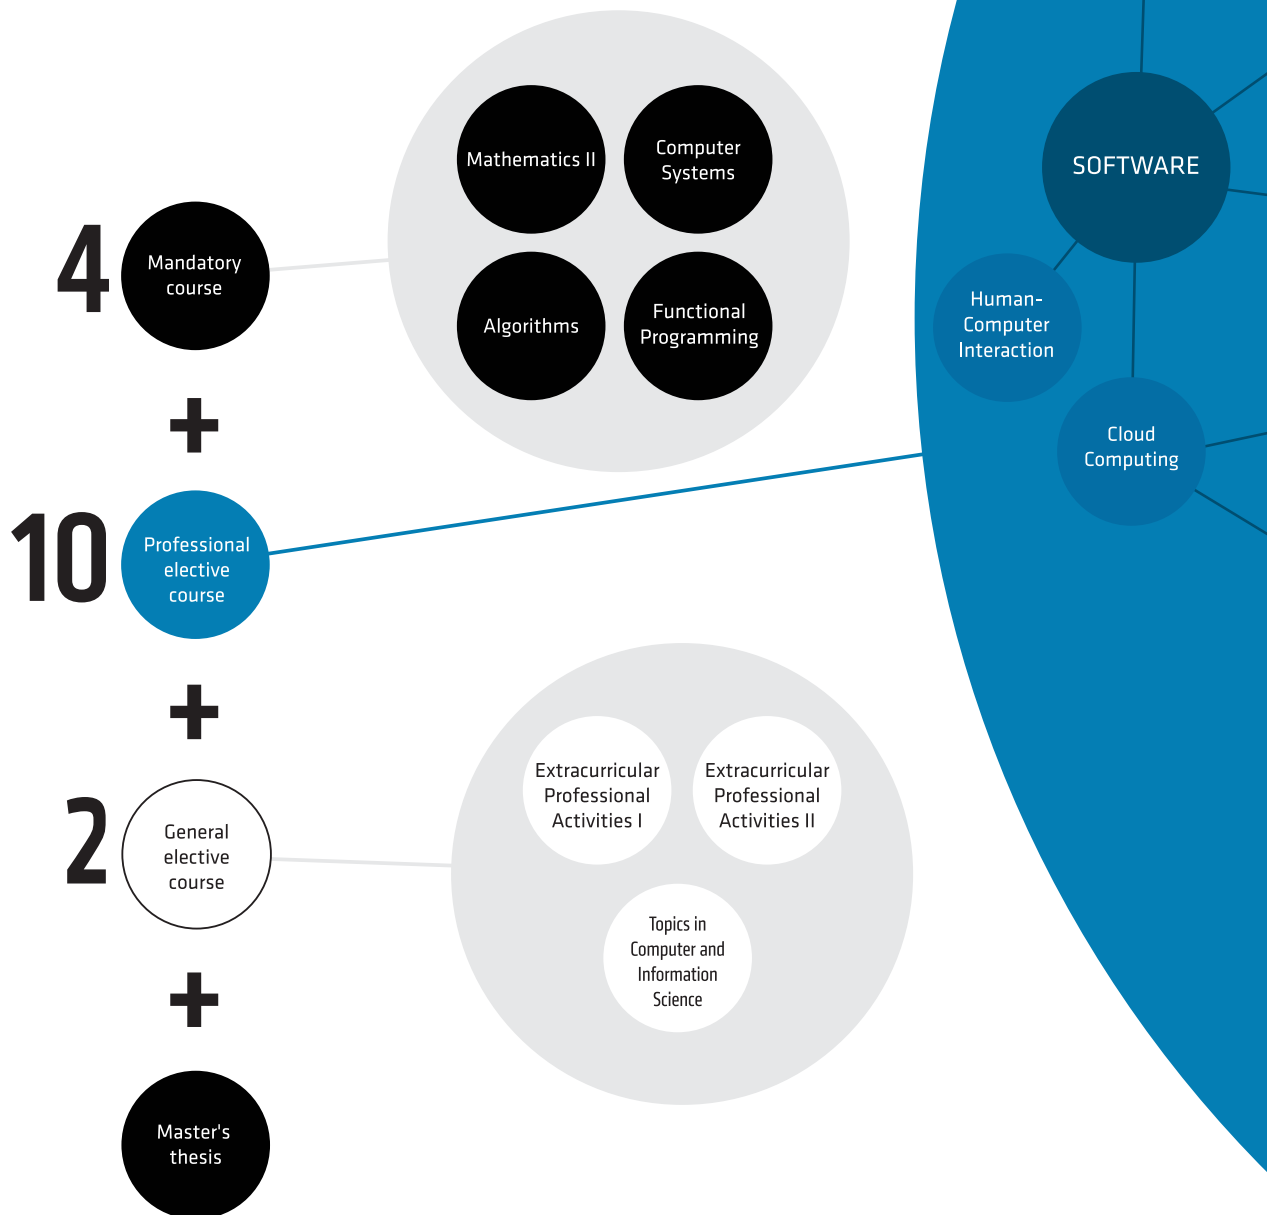 4
Mandatory
course
Mathematics II
Computer
Systems
Algorithms
Functional
Programming
+
10
Professional
elective
course
SOFTWARE
Human-
Computer
Interaction
Cloud
Computing
+
2
General
elective
course
Extracurricular
Professional
Activities I
Extracurricular
Professional
Activities II
Topics in
Computer and
Information
Science
+
Master's
thesis